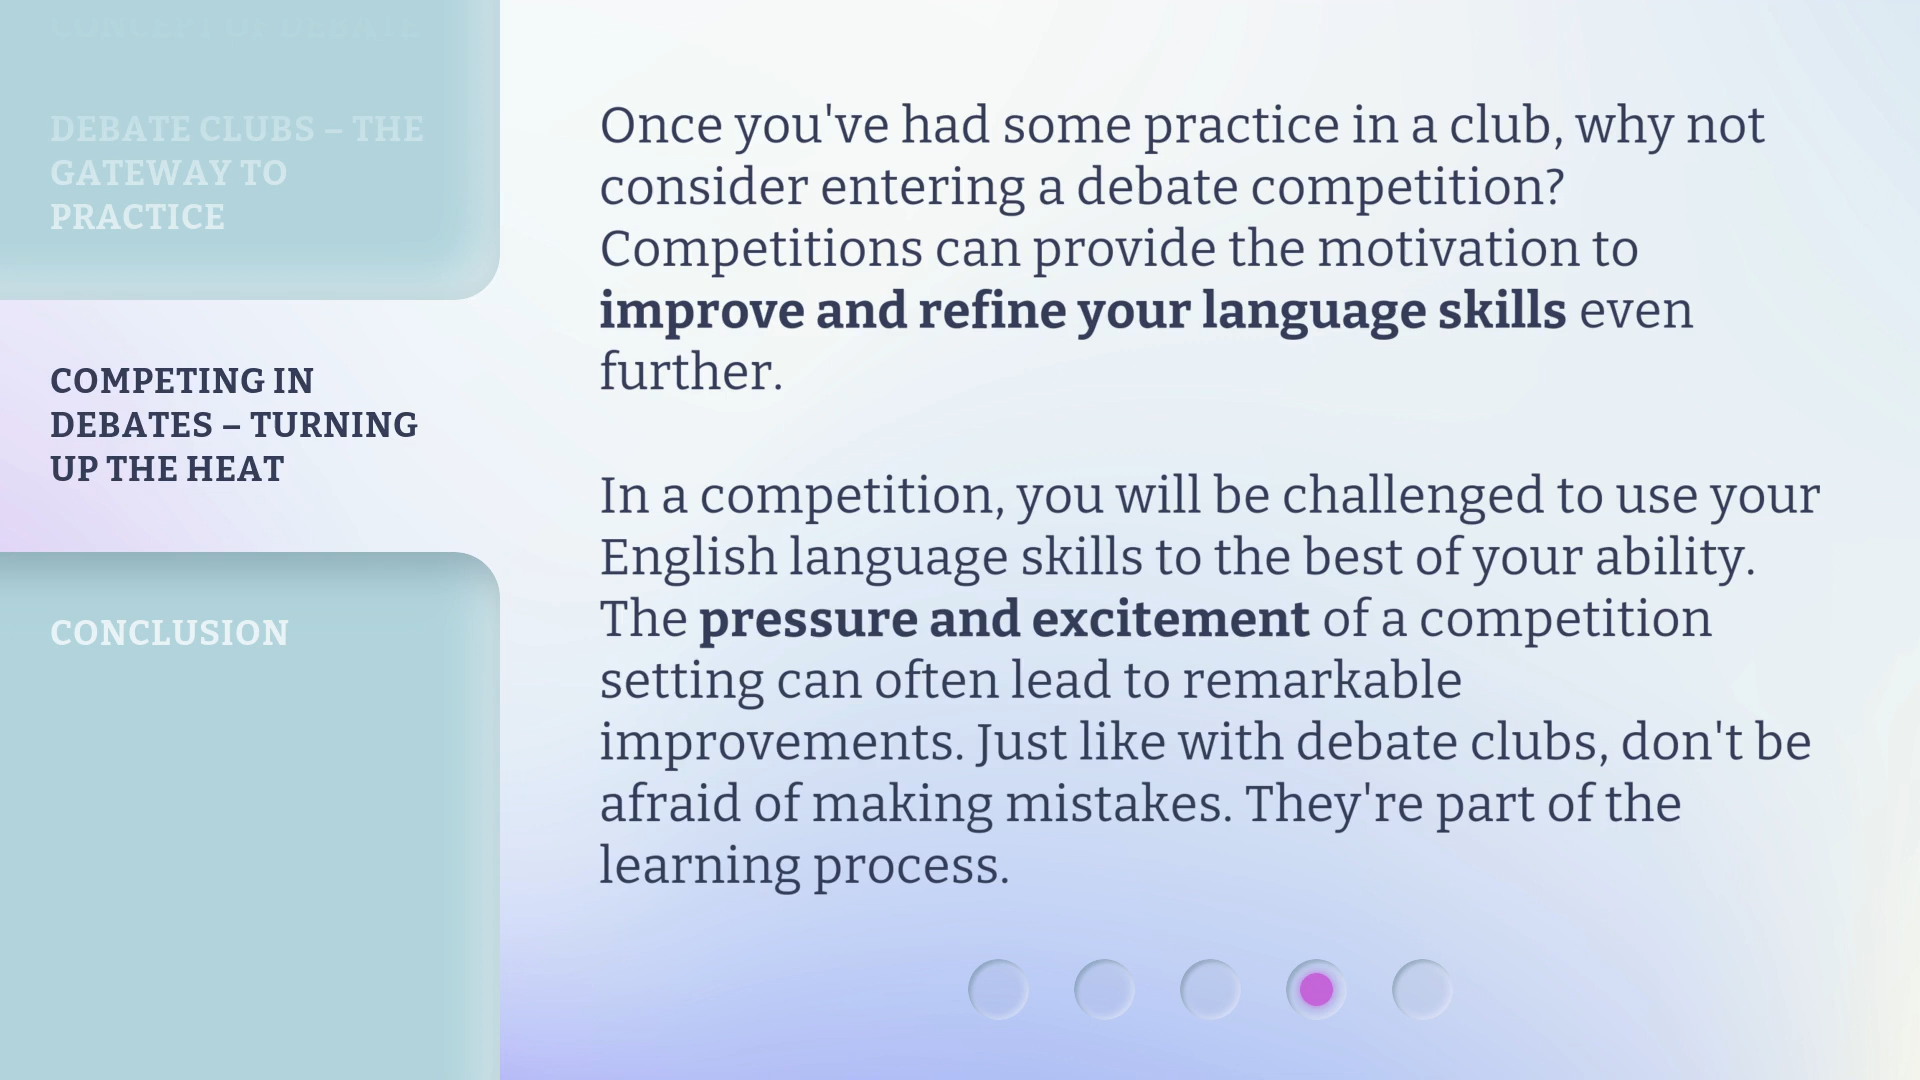 CONCEPT OF DEBATE
DEBATE CLUBS – THE
GATEWAY TO
PRACTICE
COMPETING IN
DEBATES – TURNING
UP THE HEAT
CONCLUSION
Once you've had some practice in a club, why not
consider entering a debate competition?
Competitions can provide the motivation to
improve and refine your language skills even
further.
In a competition, you will be challenged to use your
English language skills to the best of your ability.
The pressure and excitement of a competition
setting can often lead to remarkable
improvements. Just like with debate clubs, don't be
afraid of making mistakes. They're part of the
learning process.